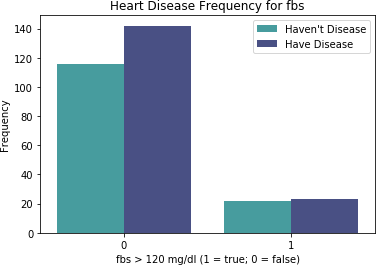 Heart Disease Frequency for fbs
Haven't Disease
Have Disease
Frequency
140
120
100
80
60
40
20
0
0 1
fbs > 120 mg/dl (1 = true; 0 = false)